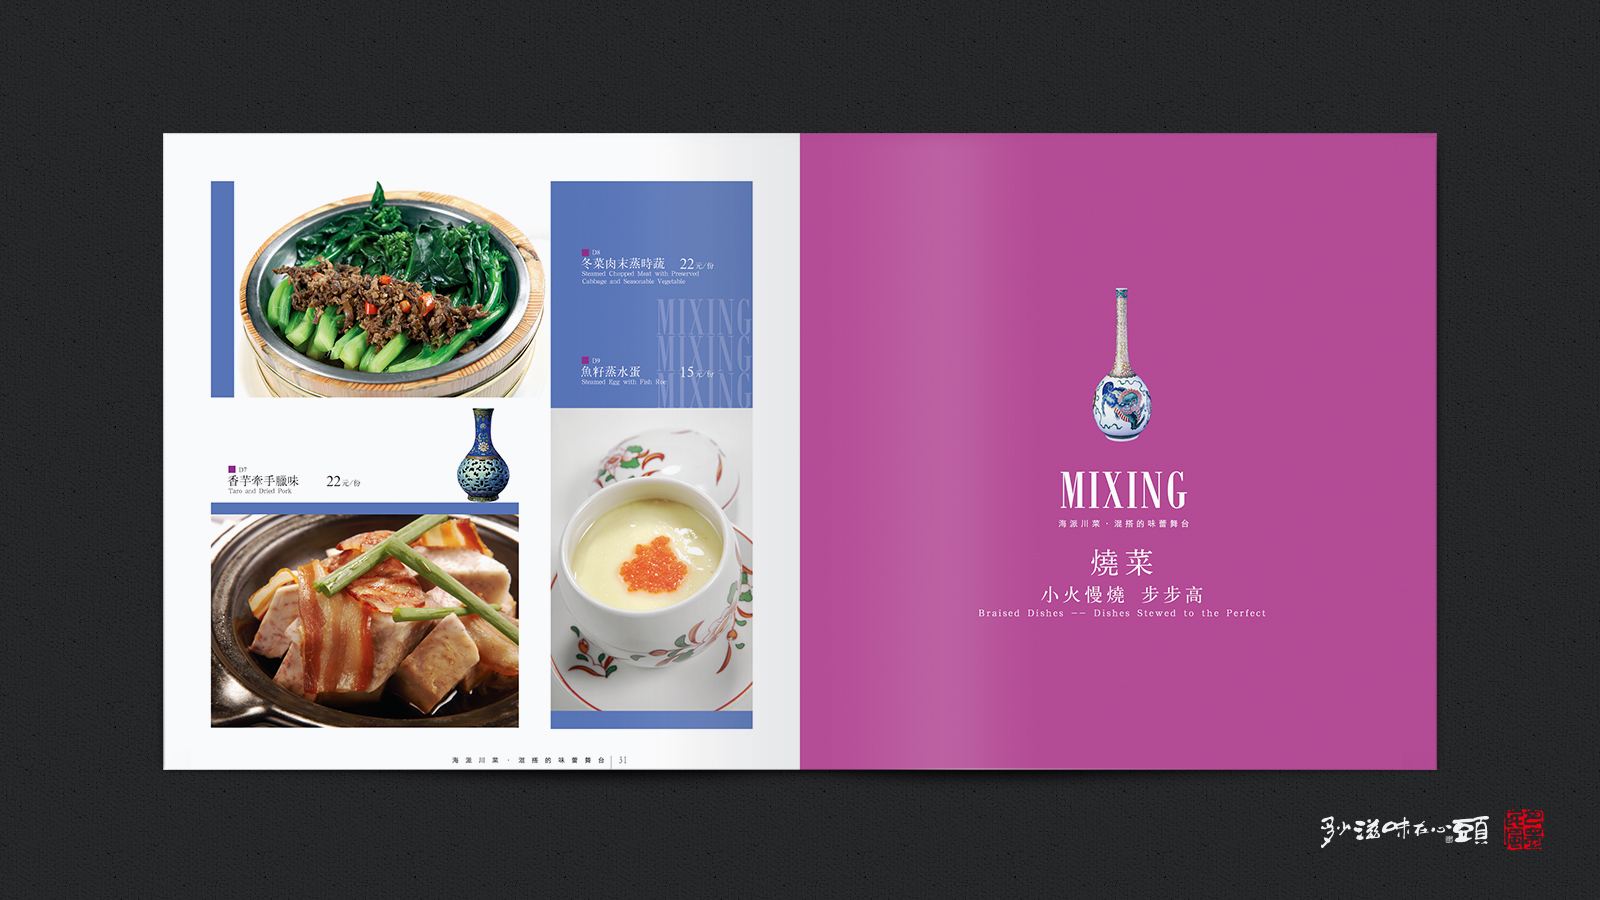 D8
冬菜肉末蒸時蔬 22元/份
Steamed Chopped Meat with Preserved
Cabbage and Seasonable Vegetable
MIXING
MIXING
MIXING
D9
魚籽蒸水蛋 15元/份
Steamed Egg with Fish Roe
D7
香芋牽手臘味 22元/份
Taro and Dried Pork
海派川菜·混搭的味蕾舞台 31
MIXING
海派川菜·混搭的味蕾舞台
燒菜
小火慢燒 步步高
Braised Dishes -- Dishes Stewed to the Perfect
滋味在心頭